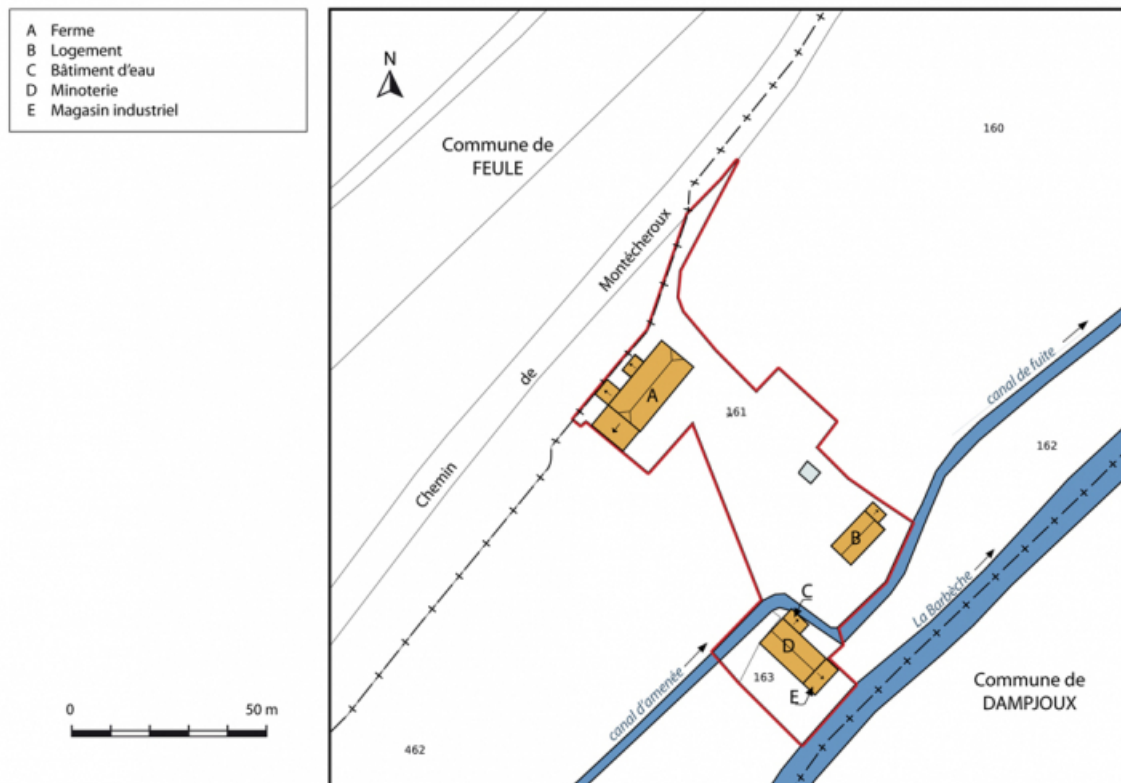 A Ferme
B Logement
C Bâtiment d'eau
D Minoterie
E Magasin industriel
N
Commune de
FEULE
160
Chemin de Montécheroux
A
161
canal de fuite
162
B
La Barbèche
C
D
163
E
canal d'amenée
Commune de
DAMPJOUX
462
0 50 m